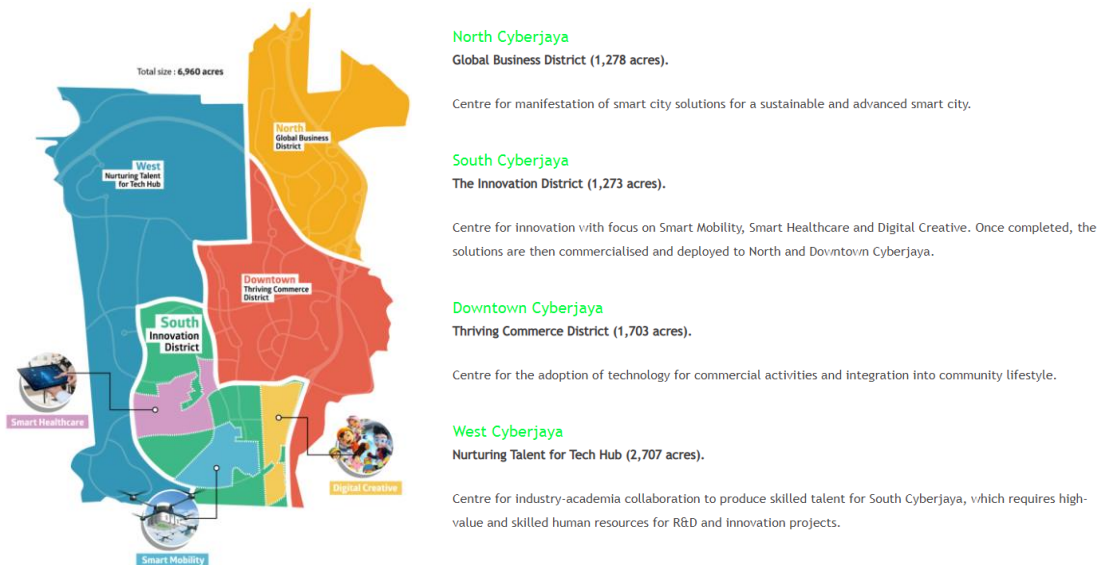 Total size : 6,960 acres
North
Global Business
District
West
Nurturing Talent
for Tech Hub
Downtown
Thriving Commerce
District
South
Innovation
District
Smart Healthcare
Digital Creative
Smart Mobility
North Cyberjaya
Global Business District (1,278 acres).
Centre for manifestation of smart city solutions for a sustainable and advanced smart city.
South Cyberjaya
The Innovation District (1,273 acres).
Centre for innovation with focus on Smart Mobility, Smart Healthcare and Digital Creative. Once completed, the
solutions are then commercialised and deployed to North and Downtown Cyberjaya.
Downtown Cyberjaya
Thriving Commerce District (1,703 acres).
Centre for the adoption of technology for commercial activities and integration into community lifestyle.
West Cyberjaya
Nurturing Talent for Tech Hub (2,707 acres).
Centre for industry-academia collaboration to produce skilled talent for South Cyberjaya, which requires high-
value and skilled human resources for R&D and innovation projects.